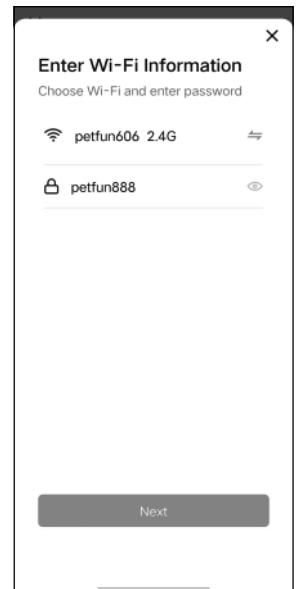 Enter Wi-Fi Information
Choose Wi-Fi and enter password
petfun606 2.4G
petfun888
Next